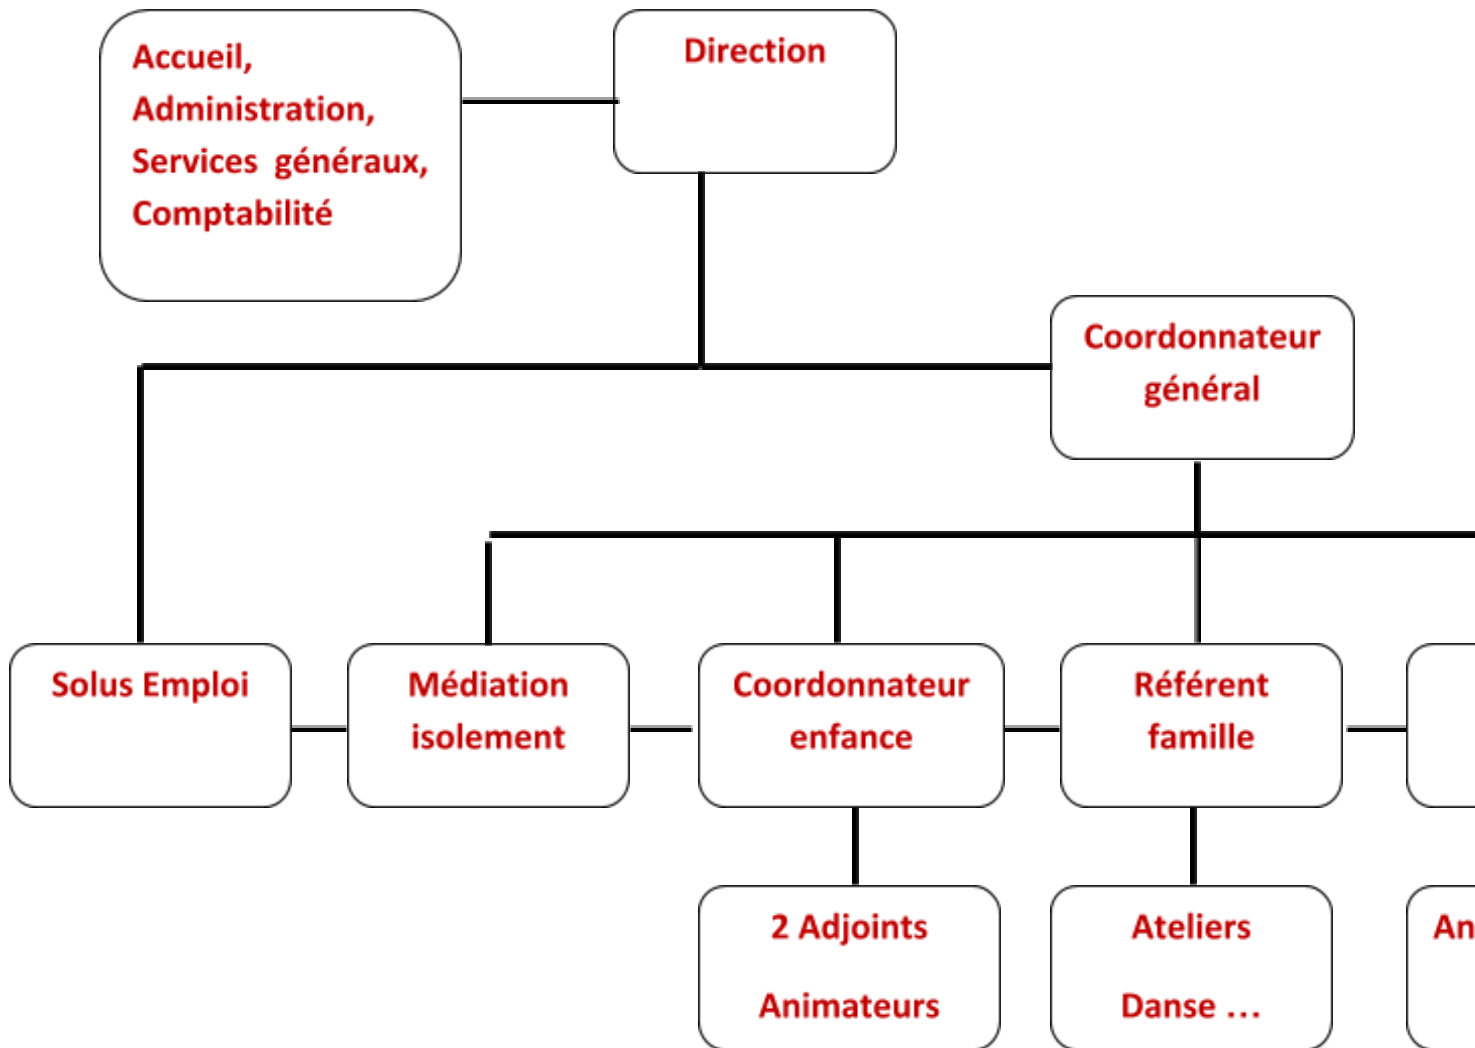 Accueil,
Administration,
Services généraux,
Comptabilité
Direction
Coordonnateur
général
Solus Emploi
Médiation
isolement
Coordonnateur
enfance
Référent
famille
2 Adjoints
Animateurs
Ateliers
Danse ...